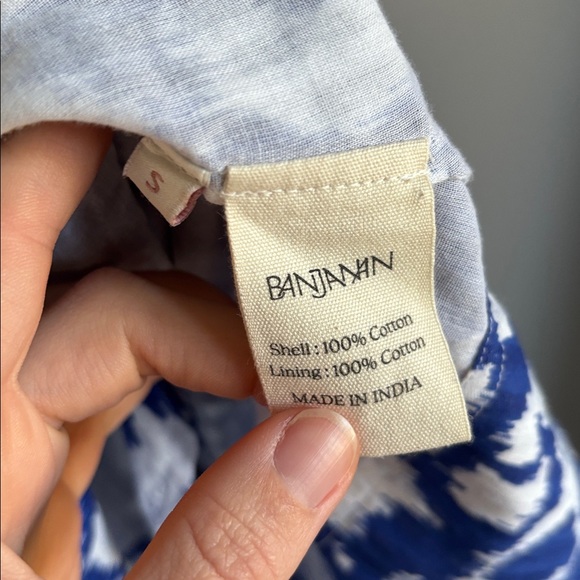 S
BANJANAN
Shell : 100% Cotton
Lining : 100% Cotton
MADE IN INDIA